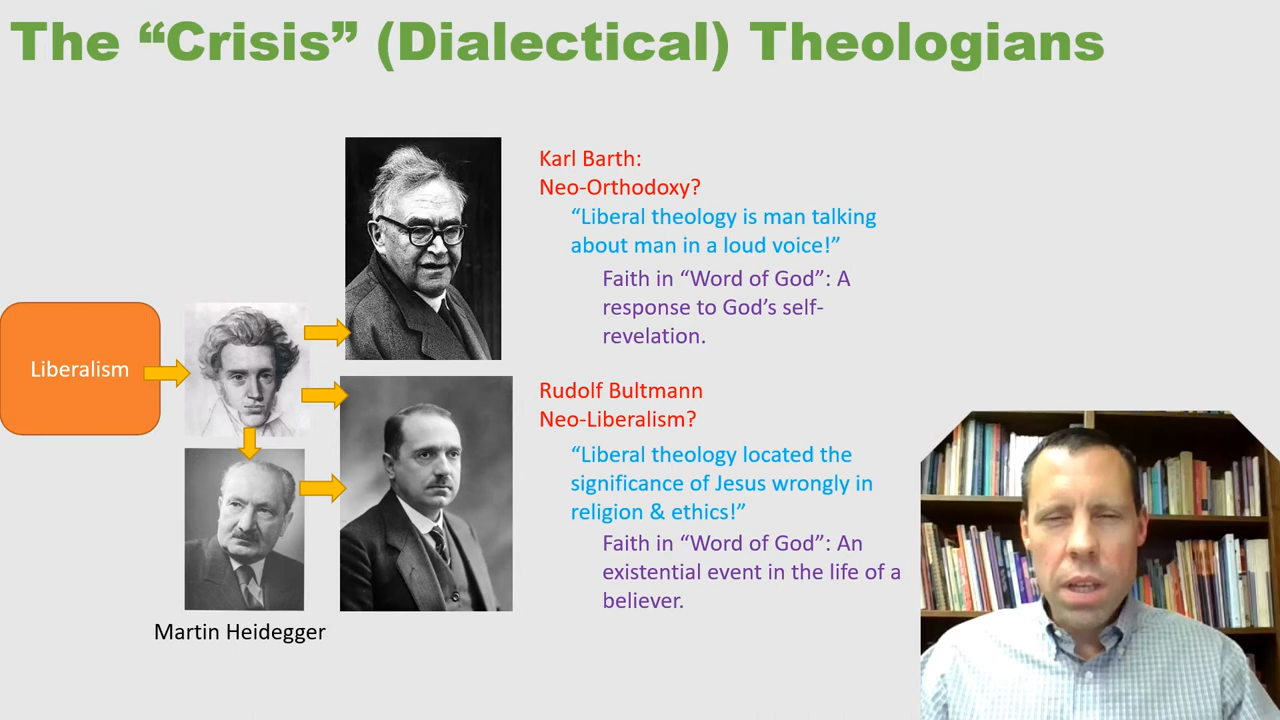 The “Crisis” (Dialectical) Theologians
Karl Barth:
Neo-Orthodoxy?
“Liberal theology is man talking
about man in a loud voice!”
Faith in “Word of God”: A
response to God’s self-
revelation.
Liberalism
Rudolf Bultmann
Neo-Liberalism?
“Liberal theology located the
significance of Jesus wrongly in
religion & ethics!”
Faith in “Word of God”: An
existential event in the life of a
believer.
Martin Heidegger